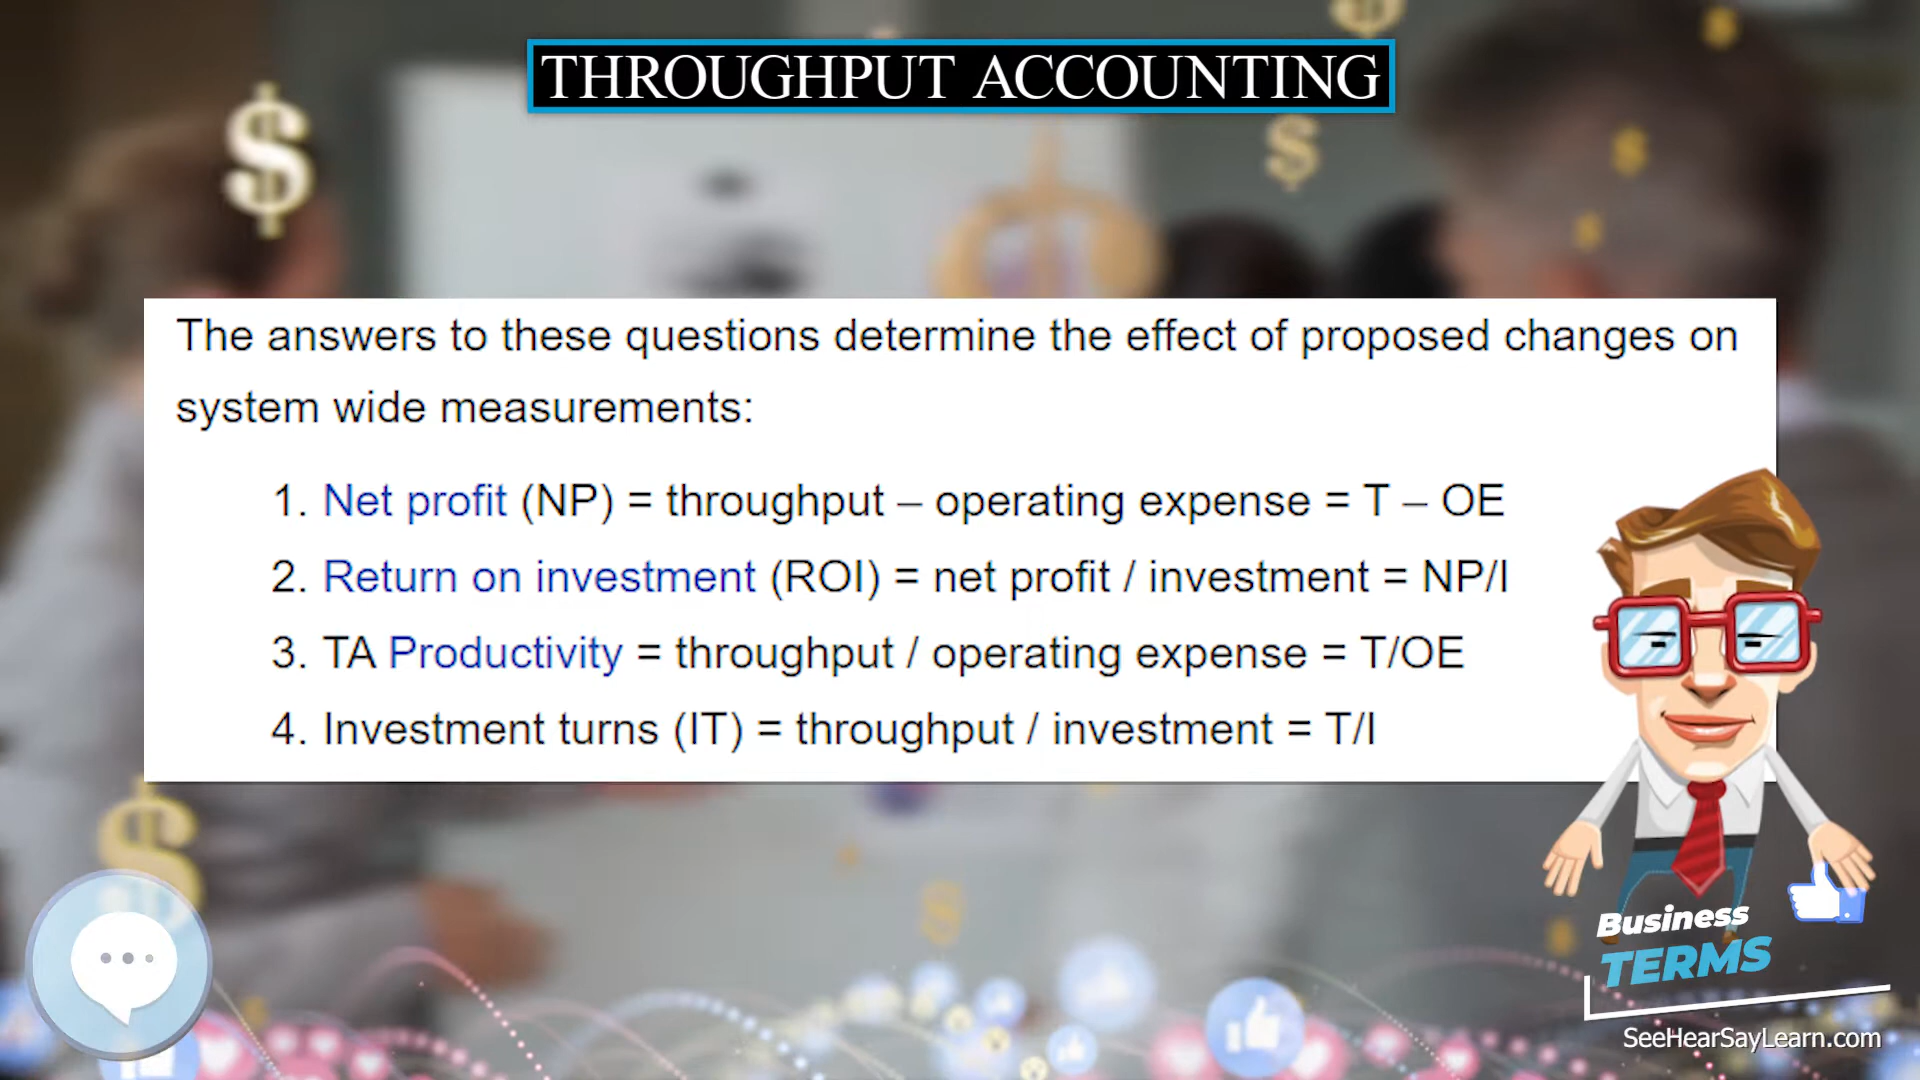 THROUGHPUT ACCOUNTING
The answers to these questions determine the effect of proposed changes on
system wide measurements:
1. Net profit (NP) = throughput – operating expense = T – OE
2. Return on investment (ROI) = net profit / investment = NP/I
3. TA Productivity = throughput / operating expense = T/OE
4. Investment turns (IT) = throughput / investment = T/I
Business
TERMS
SeeHearSayLearn.com